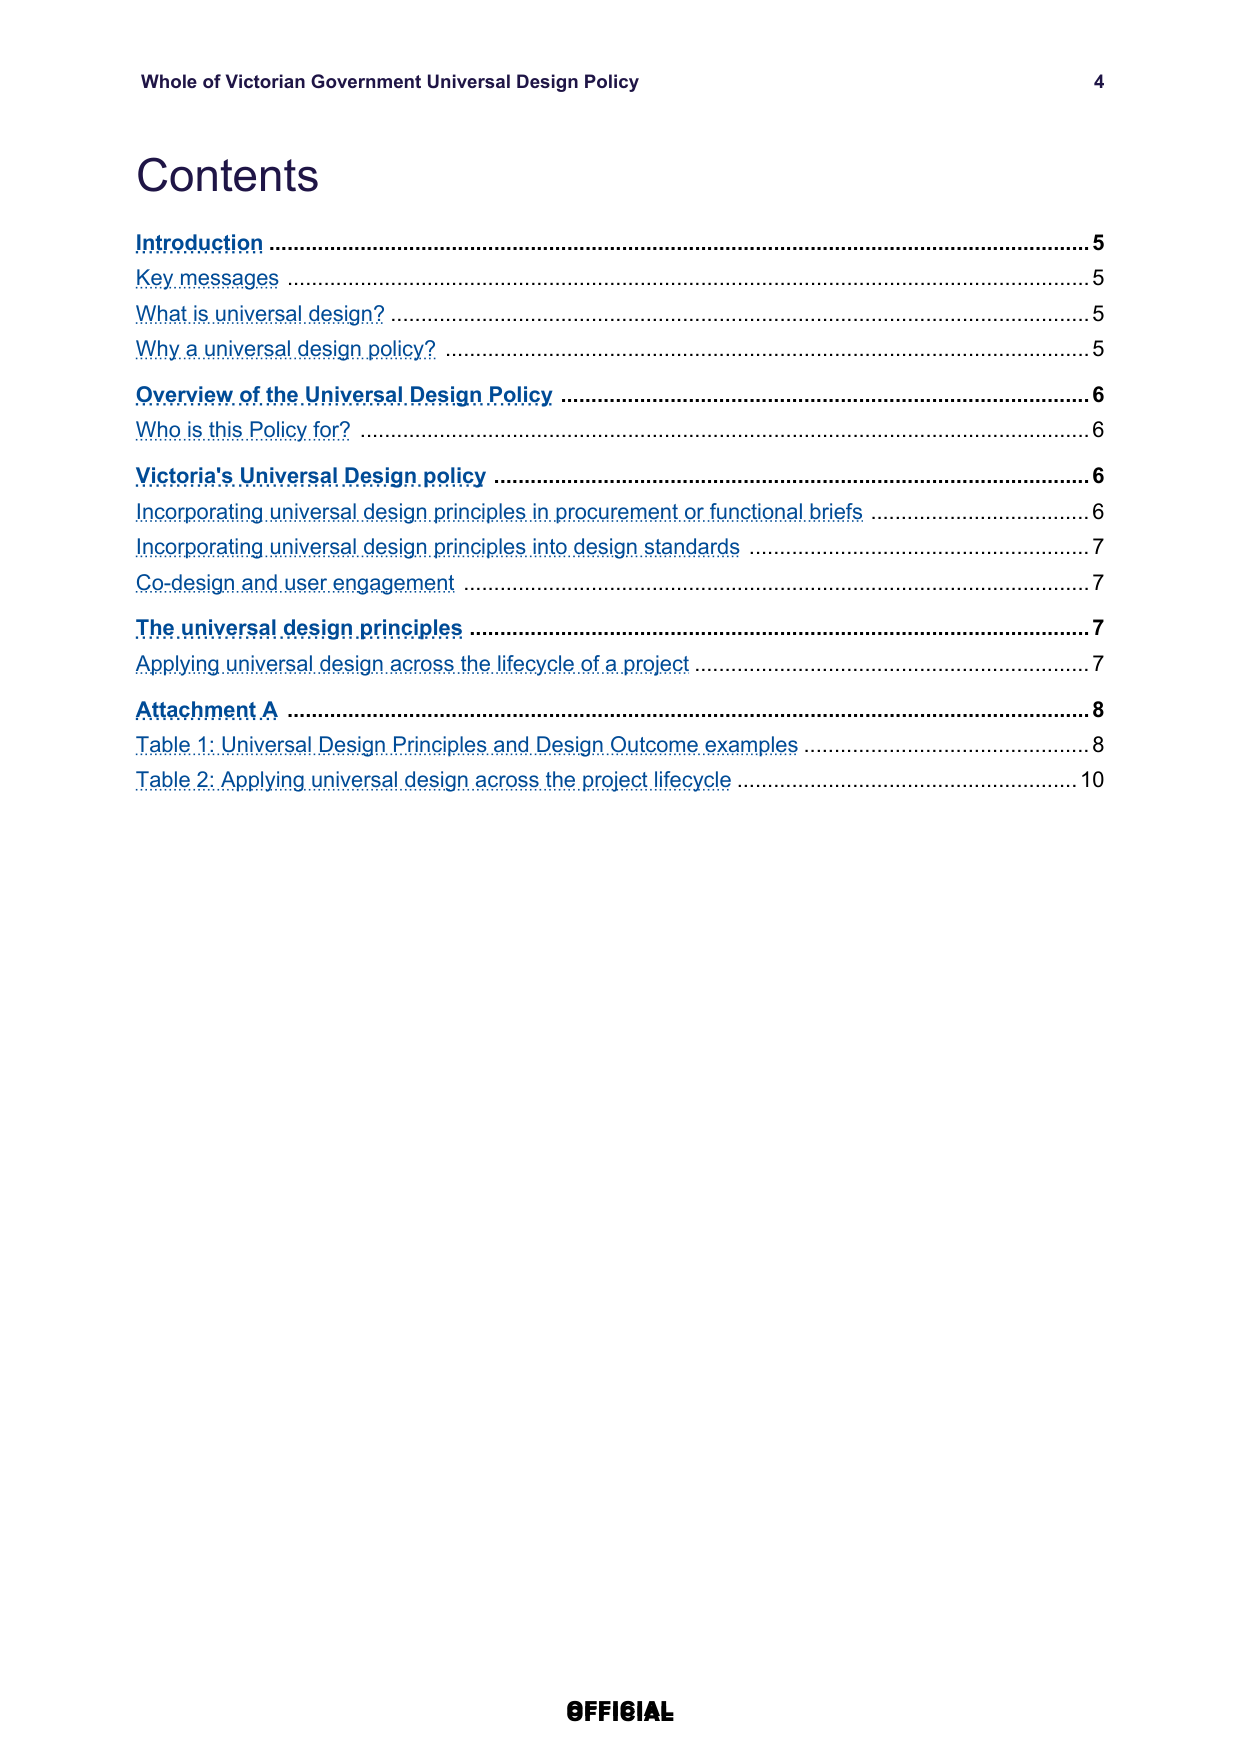 Whole of Victorian Government Universal Design Policy 4
Contents
Introduction ........................................................................................................................................ 5
Key messages ...................................................................................................................................... 5
What is universal design? .................................................................................................................... 5
Why a universal design policy? ............................................................................................................ 5
Overview of the Universal Design Policy ........................................................................................ 6
Who is this Policy for? .......................................................................................................................... 6
Victoria's Universal Design policy ................................................................................................... 6
Incorporating universal design principles in procurement or functional briefs .................................... 6
Incorporating universal design principles into design standards ......................................................... 7
Co-design and user engagement ........................................................................................................ 7
The universal design principles ....................................................................................................... 7
Applying universal design across the lifecycle of a project .................................................................. 7
Attachment A ..................................................................................................................................... 8
Table 1: Universal Design Principles and Design Outcome examples ............................................... 8
Table 2: Applying universal design across the project lifecycle ......................................................... 10
OFFICIAL
OFFICIAL